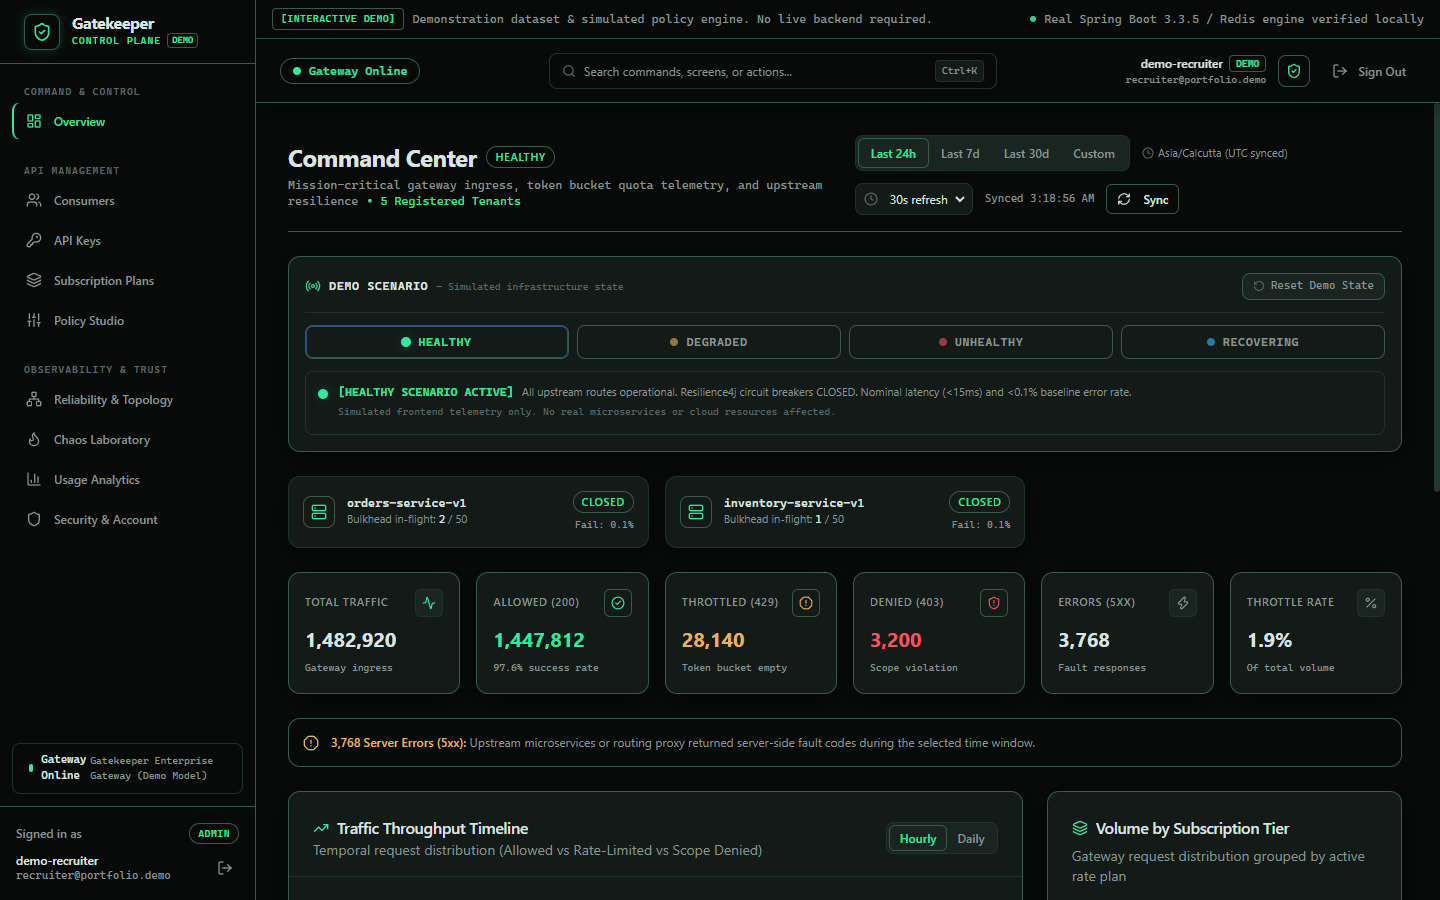 Gatekeeper
CONTROL PLANE DEMO
COMMAND & CONTROL
Overview
API MANAGEMENT
Consumers
API Keys
Subscription Plans
Policy Studio
OBSERVABILITY & TRUST
Reliability & Topology
Chaos Laboratory
Usage Analytics
Security & Account
Gateway Online
Gatekeeper Enterprise Gateway (Demo Model)
Signed in as ADMIN
demo-recruiter
recruiter@portfolio.demo
[INTERACTIVE DEMO] Demonstration dataset & simulated policy engine. No live backend required.
Real Spring Boot 3.3.5 / Redis engine verified locally
Gateway Online
Search commands, screens, or actions... Ctrl+K
demo-recruiter DEMO
recruiter@portfolio.demo
Sign Out
Command Center HEALTHY
Mission-critical gateway ingress, token bucket quota telemetry, and upstream
resilience • 5 Registered Tenants
Last 24h Last 7d Last 30d Custom
Asia/Calcutta (UTC synced)
30s refresh Synced 3:18:56 AM Sync
DEMO SCENARIO — Simulated infrastructure state
Reset Demo State
HEALTHY DEGRADED UNHEALTHY RECOVERING
[HEALTHY SCENARIO ACTIVE] All upstream routes operational. Resilience4j circuit breakers CLOSED. Nominal latency (<15ms) and <0.1% baseline error rate.
Simulated frontend telemetry only. No real microservices or cloud resources affected.
orders-service-v1 CLOSED
Bulkhead in-flight: 2 / 50 Fail: 0.1%
inventory-service-v1 CLOSED
Bulkhead in-flight: 1 / 50 Fail: 0.1%
TOTAL TRAFFIC
1,482,920
Gateway ingress
ALLOWED (200)
1,447,812
97.6% success rate
THROTTLED (429)
28,140
Token bucket empty
DENIED (403)
3,200
Scope violation
ERRORS (5XX)
3,768
Fault responses
THROTTLE RATE
1.9%
Of total volume
3,768 Server Errors (5xx): Upstream microservices or routing proxy returned server-side fault codes during the selected time window.
Traffic Throughput Timeline
Temporal request distribution (Allowed vs Rate-Limited vs Scope Denied)
Hourly Daily
Volume by Subscription Tier
Gateway request distribution grouped by active
rate plan